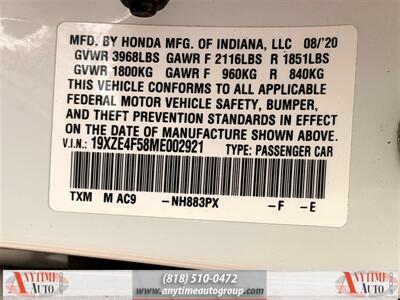 MFD. BY HONDA MFG. OF INDIANA, LLC 08/'20
GVWR 3968LBS GAWR F 2116LBS R 1851LBS
GVWR 1800KG GAWR F 960KG R 840KG
THIS VEHICLE CONFORMS TO ALL APPLICABLE
FEDERAL MOTOR VEHICLE SAFETY, BUMPER,
AND THEFT PREVENTION STANDARDS IN EFFECT
ON THE DATE OF MANUFACTURE SHOWN ABOVE.
V.I.N.: 19XZE4F58ME002921 TYPE: PASSENGER CAR
TXM M AC9 -NH883PX -F -E
ANYTIME AUTO
(818) 510-0472
www.anytimeautogroup.com
ANYTIME AUTO